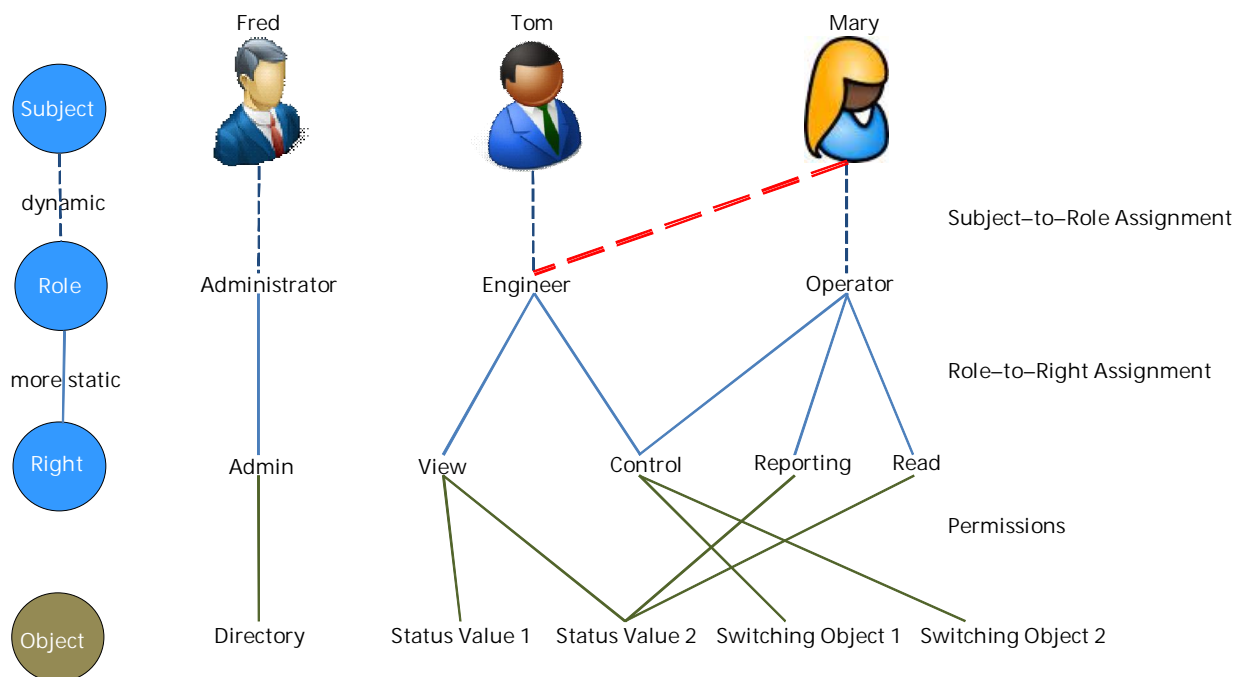 Fred Tom Mary
Subject
dynamic
Subject–to–Role Assignment
Role Administrator Engineer Operator
more static
Role–to–Right Assignment
Right Admin View Control Reporting Read
Permissions
Object Directory Status Value 1 Status Value 2 Switching Object 1 Switching Object 2